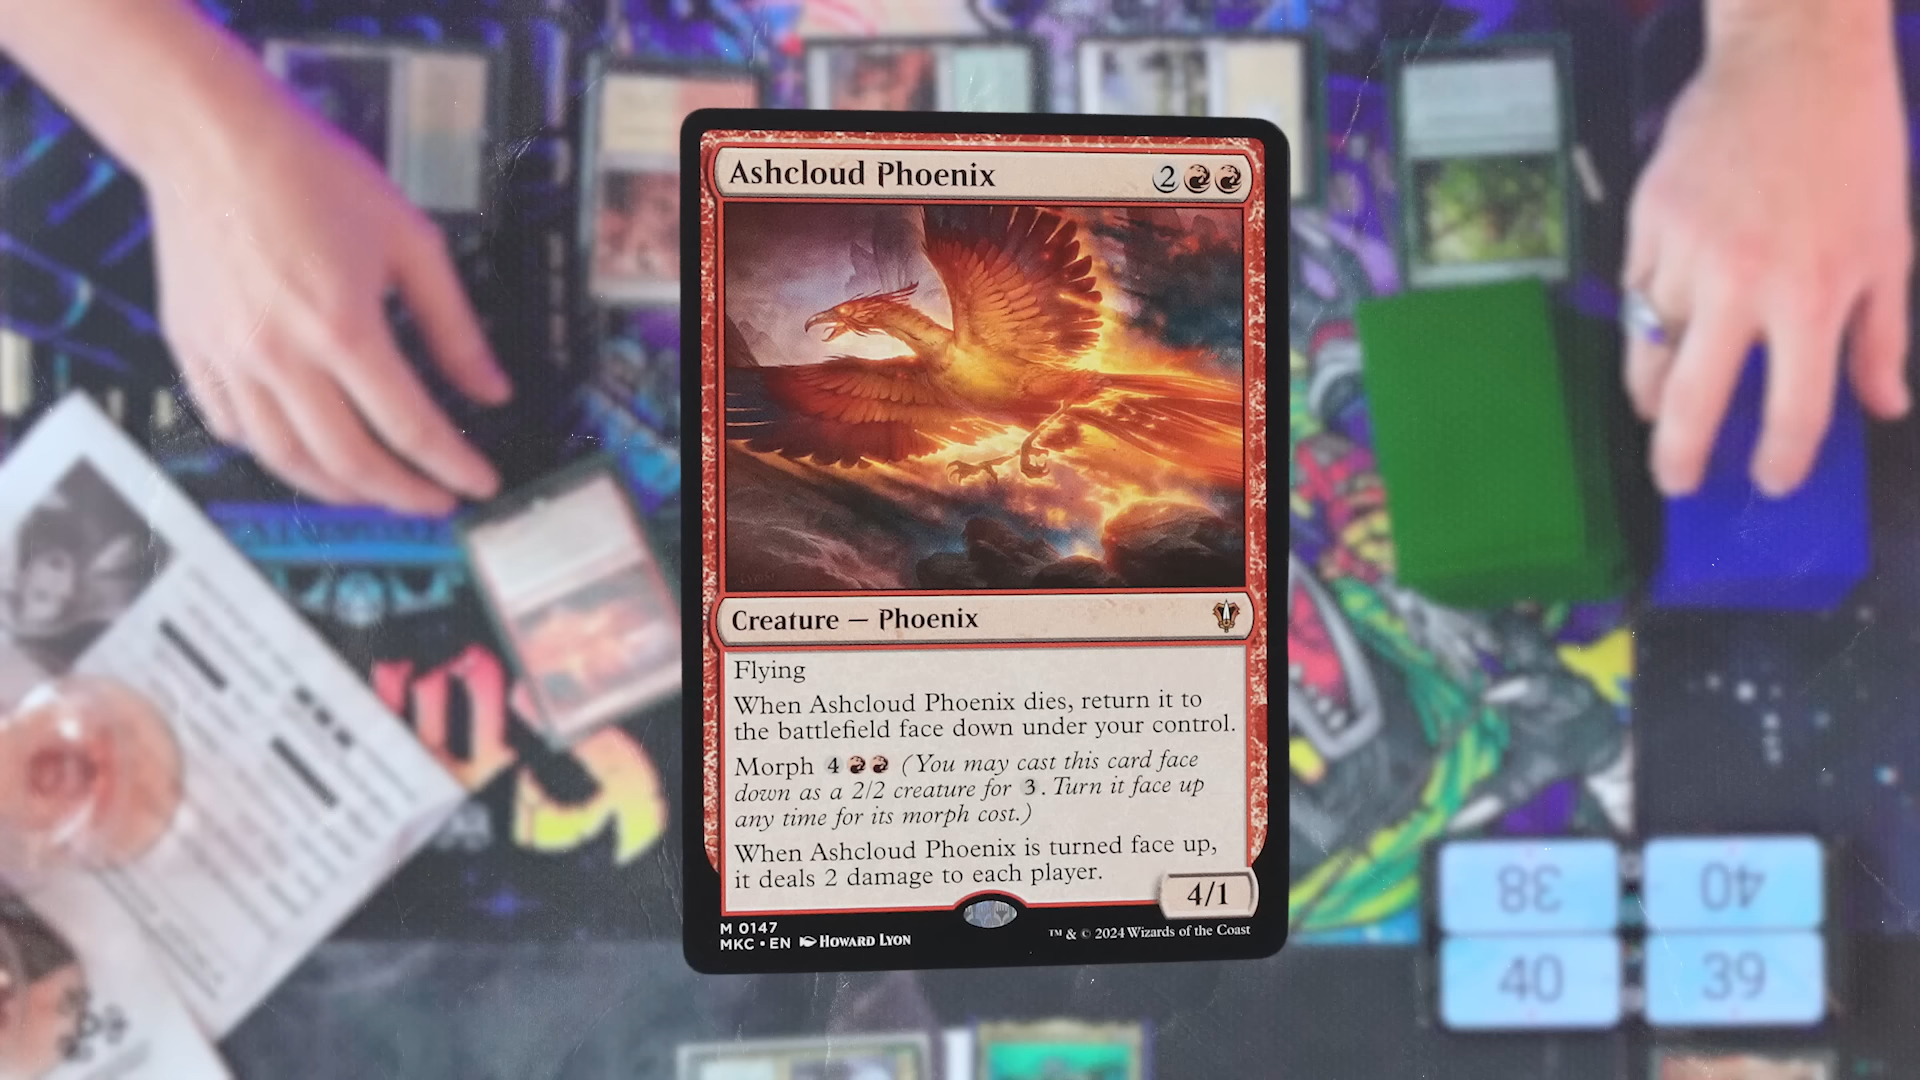 Ashcloud Phoenix 2
Creature — Phoenix
Flying
When Ashcloud Phoenix dies, return it to
the battlefield face down under your control.
Morph 4 (You may cast this card face
down as a 2/2 creature for 3. Turn it face up
any time for its morph cost.)
When Ashcloud Phoenix is turned face up,
it deals 2 damage to each player.
4/1
M 0147
MKC • EN Howard Lyon
™ & © 2024 Wizards of the Coast
38 40
40 39